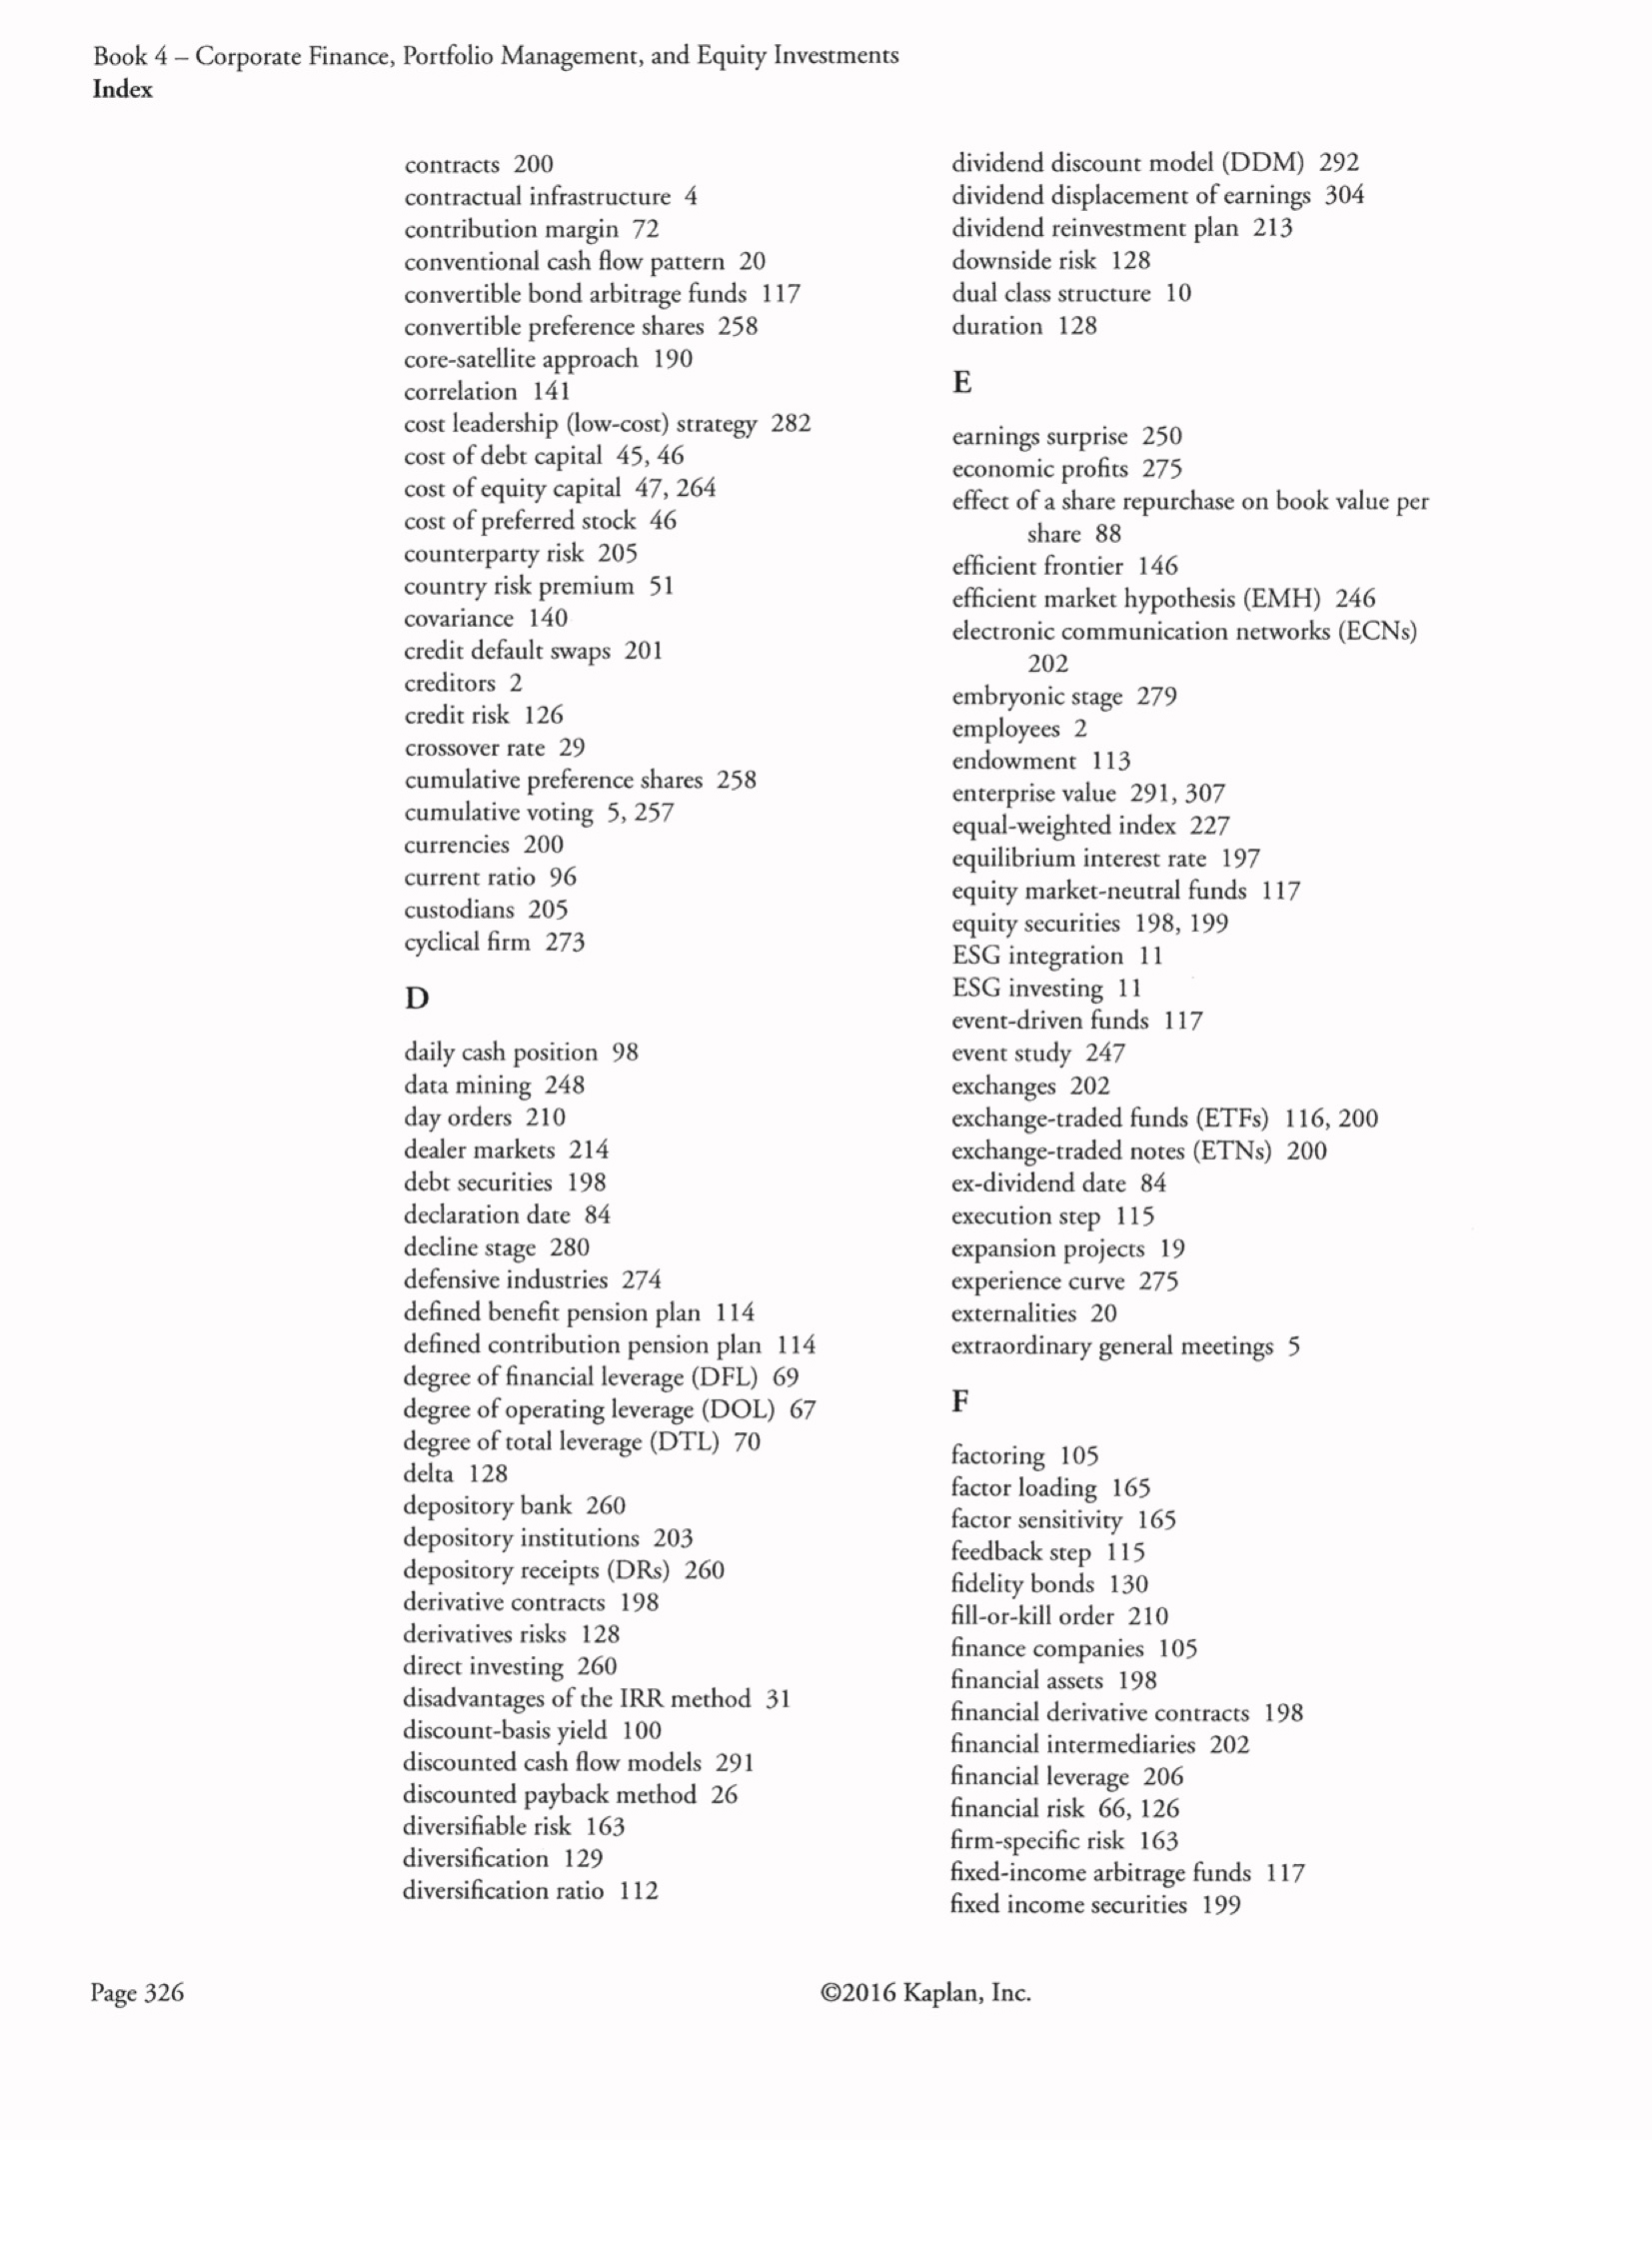 Book 4 – Corporate Finance, Portfolio Management, and Equity Investments
Index
contracts 200
contractual infrastructure 4
contribution margin 72
conventional cash flow pattern 20
convertible bond arbitrage funds 117
convertible preference shares 258
core-satellite approach 190
correlation 141
cost leadership (low-cost) strategy 282
cost of debt capital 45, 46
cost of equity capital 47, 264
cost of preferred stock 46
counterparty risk 205
country risk premium 51
covariance 140
credit default swaps 201
creditors 2
credit risk 126
crossover rate 29
cumulative preference shares 258
cumulative voting 5, 257
currencies 200
current ratio 96
custodians 205
cyclical firm 273
D
daily cash position 98
data mining 248
day orders 210
dealer markets 214
debt securities 198
declaration date 84
decline stage 280
defensive industries 274
defined benefit pension plan 114
defined contribution pension plan 114
degree of financial leverage (DFL) 69
degree of operating leverage (DOL) 67
degree of total leverage (DTL) 70
delta 128
depository bank 260
depository institutions 203
depository receipts (DRs) 260
derivative contracts 198
derivatives risks 128
direct investing 260
disadvantages of the IRR method 31
discount-basis yield 100
discounted cash flow models 291
discounted payback method 26
diversifiable risk 163
diversification 129
diversification ratio 112
dividend discount model (DDM) 292
dividend displacement of earnings 304
dividend reinvestment plan 213
downside risk 128
dual class structure 10
duration 128
E
earnings surprise 250
economic profits 275
effect of a share repurchase on book value per
share 88
efficient frontier 146
efficient market hypothesis (EMH) 246
electronic communication networks (ECNs)
202
embryonic stage 279
employees 2
endowment 113
enterprise value 291, 307
equal-weighted index 227
equilibrium interest rate 197
equity market-neutral funds 117
equity securities 198, 199
ESG integration 11
ESG investing 11
event-driven funds 117
event study 247
exchanges 202
exchange-traded funds (ETFs) 116, 200
exchange-traded notes (ETNs) 200
ex-dividend date 84
execution step 115
expansion projects 19
experience curve 275
externalities 20
extraordinary general meetings 5
F
factoring 105
factor loading 165
factor sensitivity 165
feedback step 115
fidelity bonds 130
fill-or-kill order 210
finance companies 105
financial assets 198
financial derivative contracts 198
financial intermediaries 202
financial leverage 206
financial risk 66, 126
firm-specific risk 163
fixed-income arbitrage funds 117
fixed income securities 199
Page 326
©2016 Kaplan, Inc.